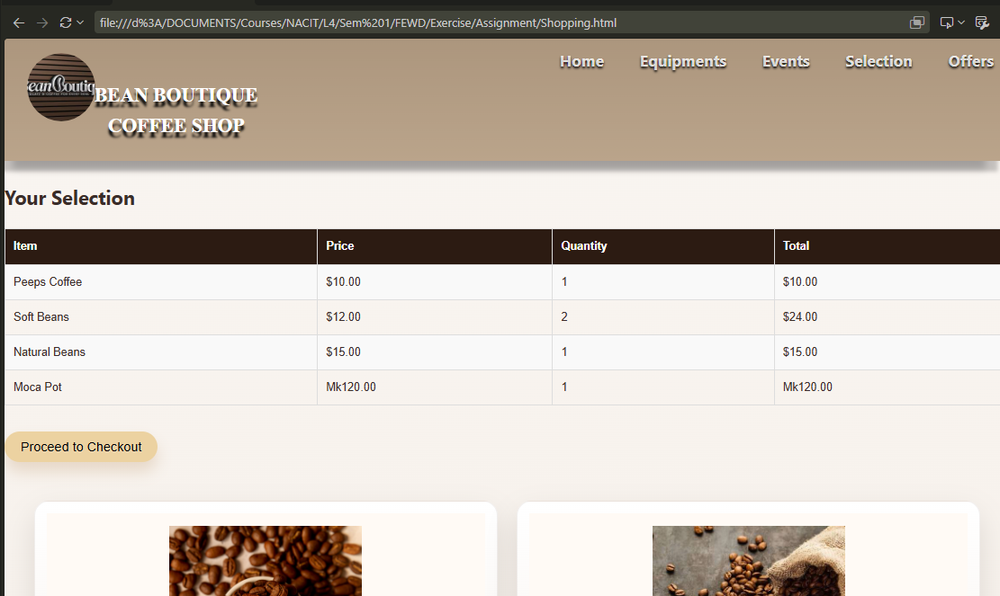 file:///d%3A/DOCUMENTS/Courses/NACIT/L4/Sem%201/FEWD/Exercise/Assignment/Shopping.html
Home Equipments Events Selection Offers
BEAN BOUTIQUE
COFFEE SHOP
Your Selection
Item Price Quantity Total
Peeps Coffee $10.00 1 $10.00
Soft Beans $12.00 2 $24.00
Natural Beans $15.00 1 $15.00
Moca Pot Mk120.00 1 Mk120.00
Proceed to Checkout